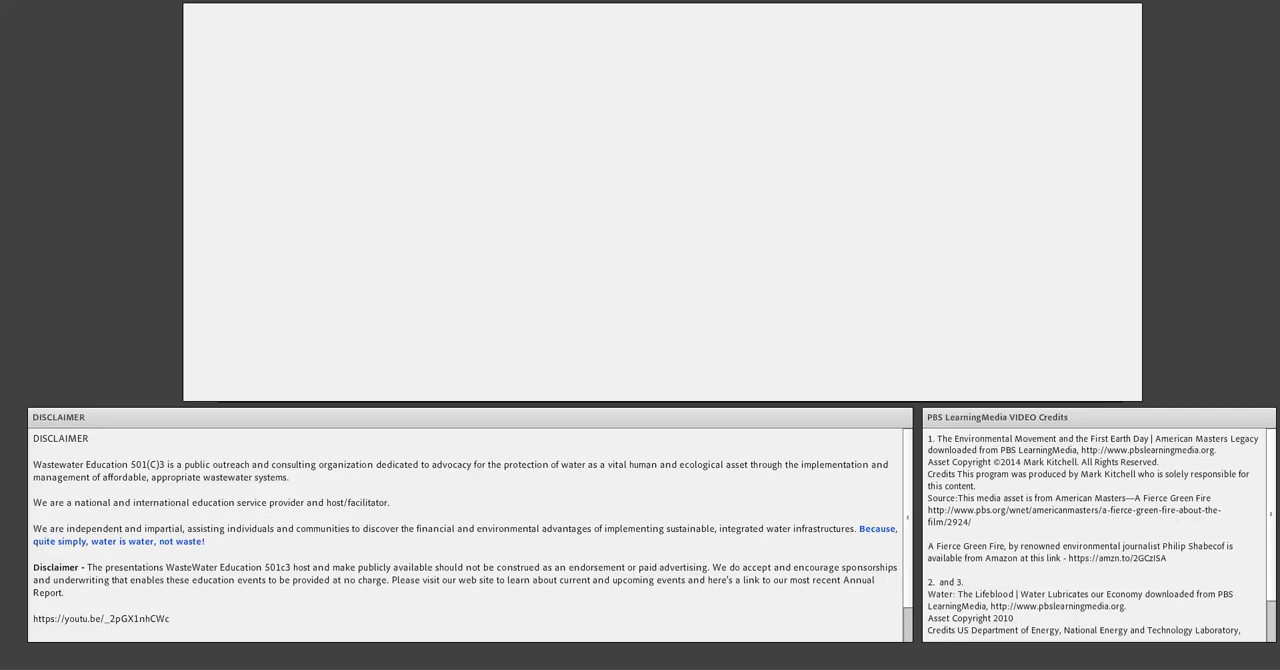 DISCLAIMER
DISCLAIMER
Wastewater Education 501(C)3 is a public outreach and consulting organization dedicated to advocacy for the protection of water as a vital human and ecological asset through the implementation and
management of affordable, appropriate wastewater systems.
We are a national and international education service provider and host/facilitator.
We are independent and impartial, assisting individuals and communities to discover the financial and environmental advantages of implementing sustainable, integrated water infrastructures. Because,
quite simply, water is water, not waste!
Disclaimer - The presentations WasteWater Education 501c3 host and make publicly available should not be construed as an endorsement or paid advertising. We do accept and encourage sponsorships
and underwriting that enables these education events to be provided at no charge. Please visit our web site to learn about current and upcoming events and here's a link to our most recent Annual
Report.
https://youtu.be/_2pGX1nhCWc
PBS LearningMedia VIDEO Credits
1. The Environmental Movement and the First Earth Day | American Masters Legacy
downloaded from PBS LearningMedia, http://www.pbslearningmedia.org.
Asset Copyright ©2014 Mark Kitchell. All Rights Reserved.
Credits This program was produced by Mark Kitchell who is solely responsible for
this content.
Source:This media asset is from American Masters—A Fierce Green Fire
http://www.pbs.org/wnet/americanmasters/a-fierce-green-fire-about-the-
film/2924/
A Fierce Green Fire, by renowned environmental journalist Philip Shabecof is
available from Amazon at this link - https://amzn.to/2GCzISA
2. and 3.
Water: The Lifeblood | Water Lubricates our Economy downloaded from PBS
LearningMedia, http://www.pbslearningmedia.org.
Asset Copyright 2010
Credits US Department of Energy, National Energy and Technology Laboratory,